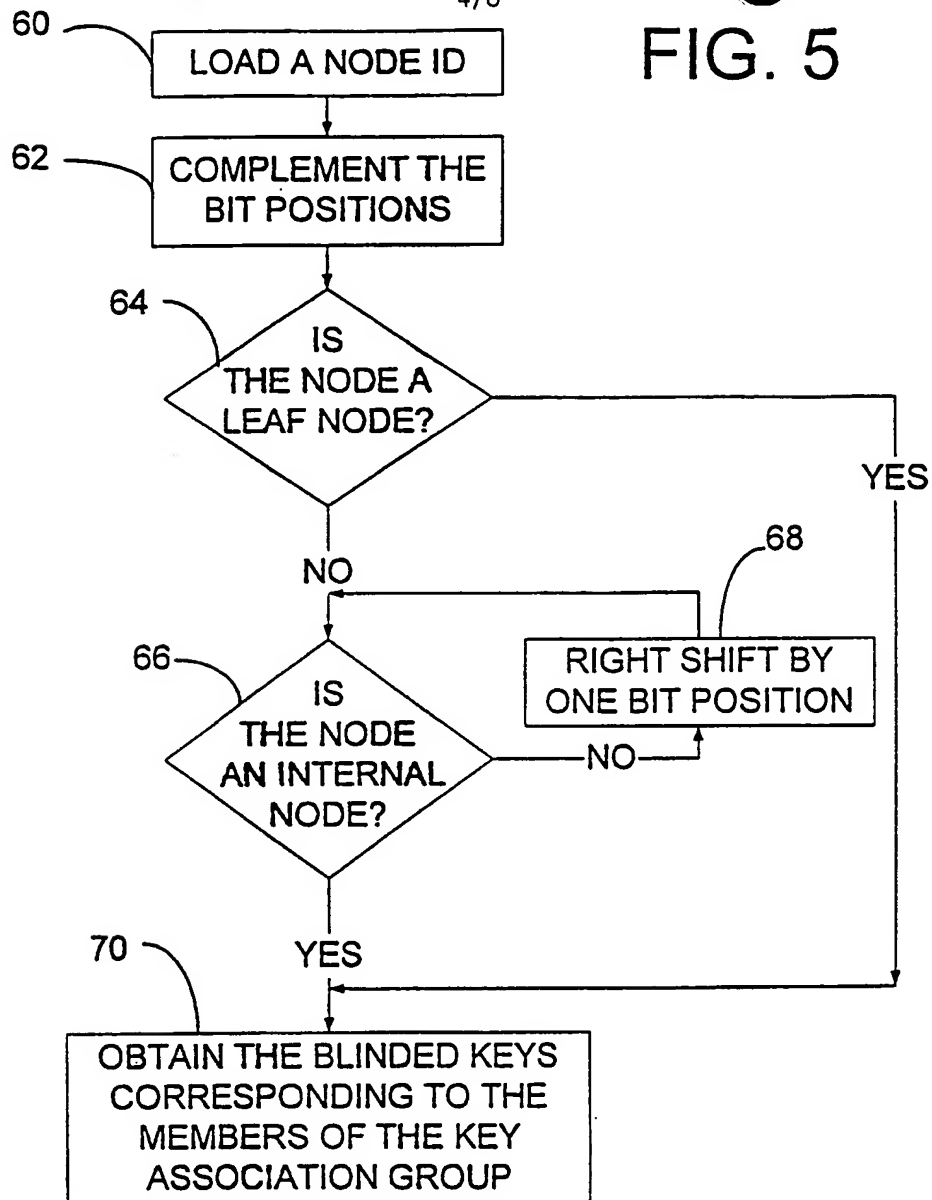 4/8
FIG. 5
60
LOAD A NODE ID
62
COMPLEMENT THE
BIT POSITIONS
64
IS
THE NODE A
LEAF NODE?
YES
NO
68
RIGHT SHIFT BY
ONE BIT POSITION
66
IS
THE NODE
AN INTERNAL
NODE?
NO
YES
70
OBTAIN THE BLINDED KEYS
CORRESPONDING TO THE
MEMBERS OF THE KEY
ASSOCIATION GROUP